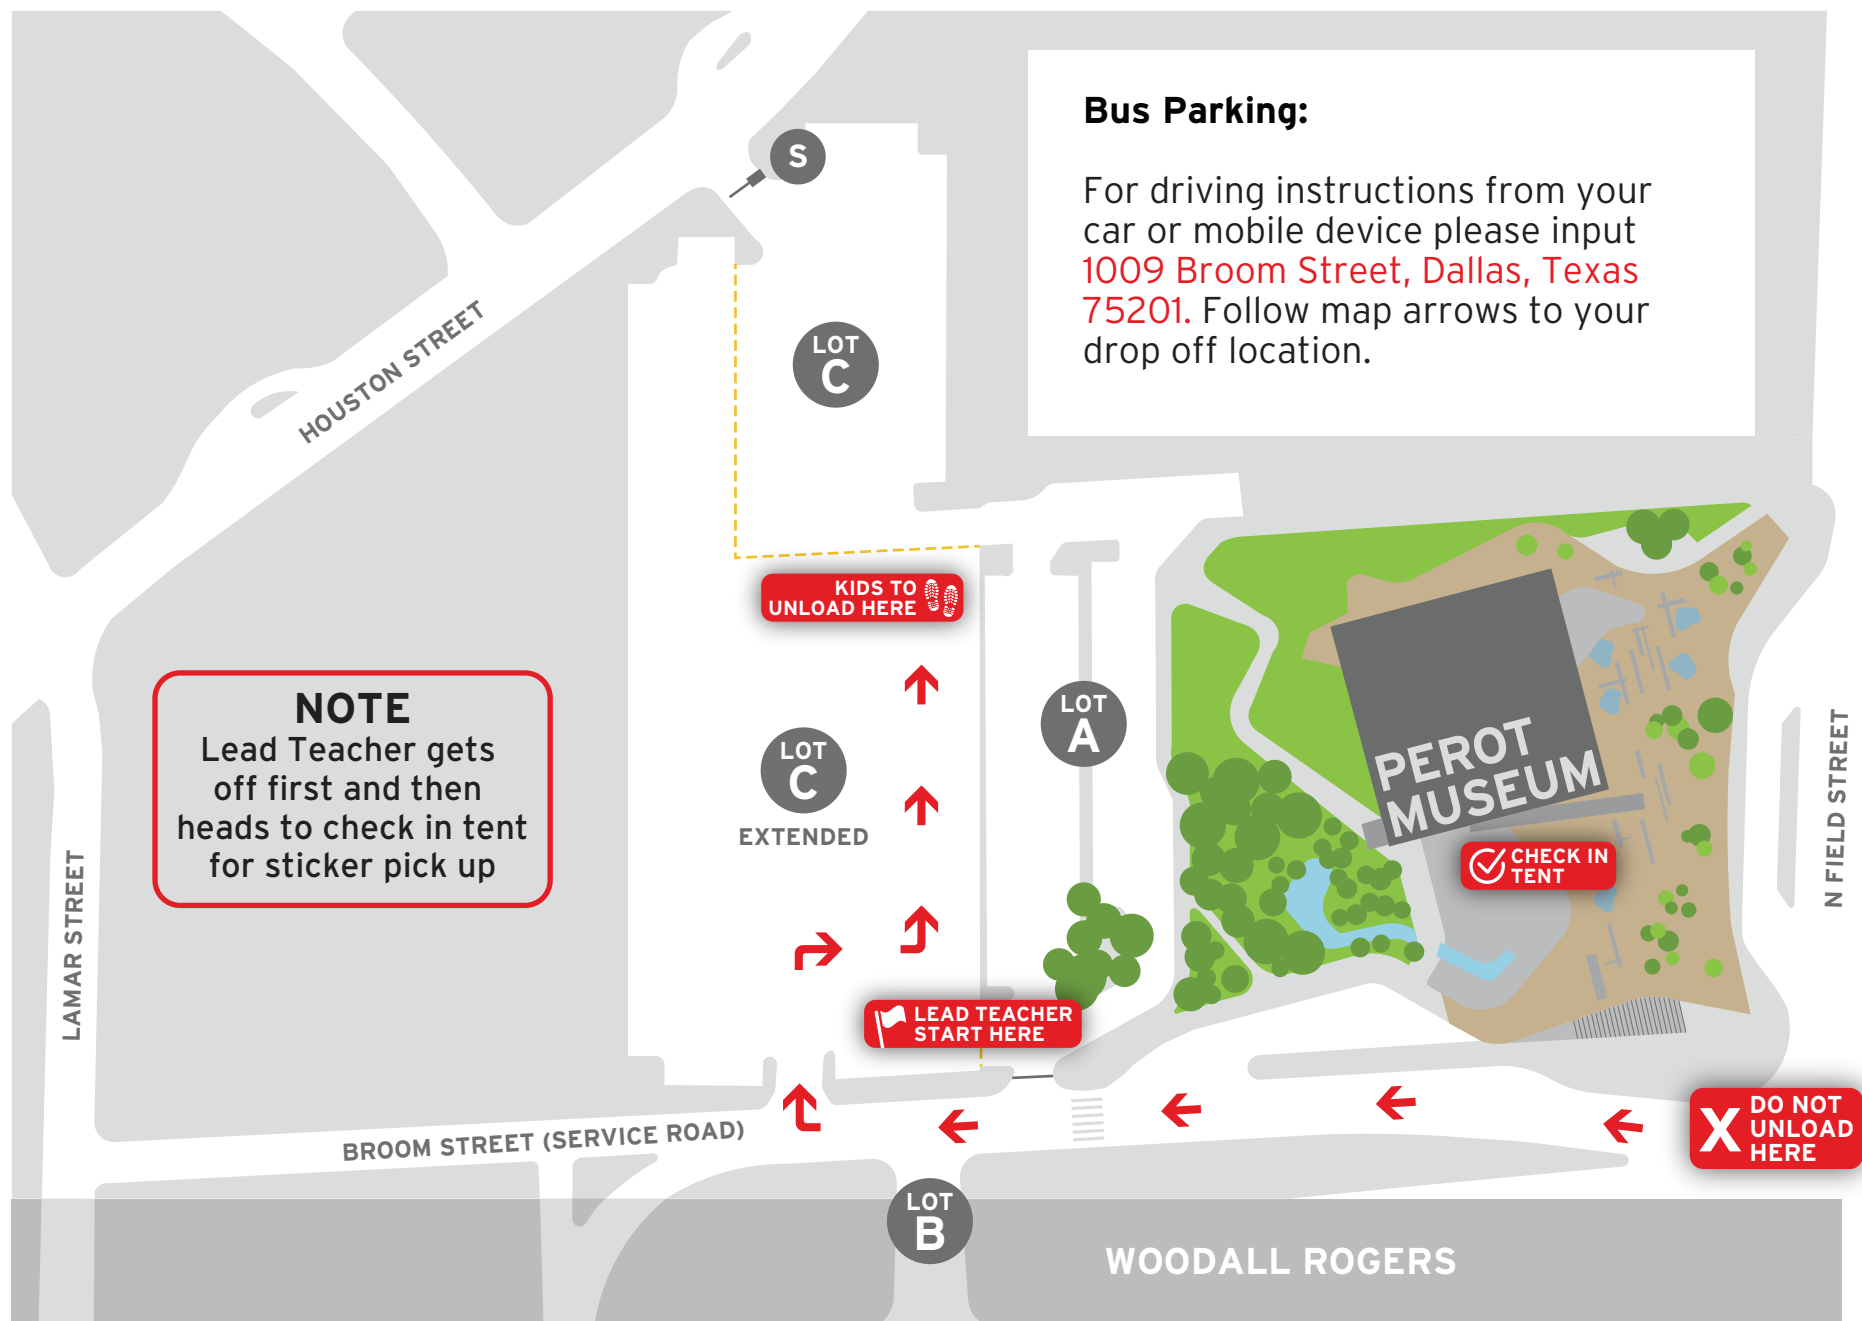 Bus Parking:
For driving instructions from your
car or mobile device please input
1009 Broom Street, Dallas, Texas
75201. Follow map arrows to your
drop off location.
S
LOT
C
HOUSTON STREET
KIDS TO
UNLOAD HERE
NOTE
Lead Teacher gets
off first and then
heads to check in tent
for sticker pick up
LOT
A
LOT
C
EXTENDED
PEROT
MUSEUM
CHECK IN
TENT
N FIELD STREET
LAMAR STREET
LEAD TEACHER
START HERE
DO NOT
UNLOAD
HERE
X
BROOM STREET (SERVICE ROAD)
LOT
B
WOODALL ROGERS